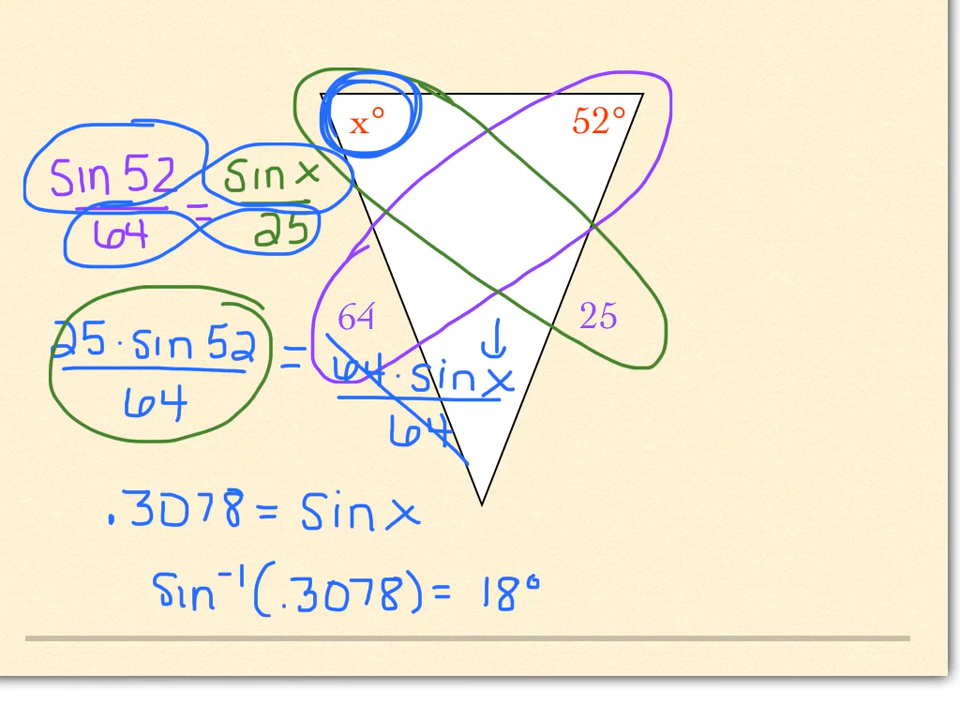 x° 52°
sin 52 = sin x
64 25
64 25
25 · sin 52 = 64 · sin x
64 64
.3078 = sin x
sin⁻¹(.3078) = 18°